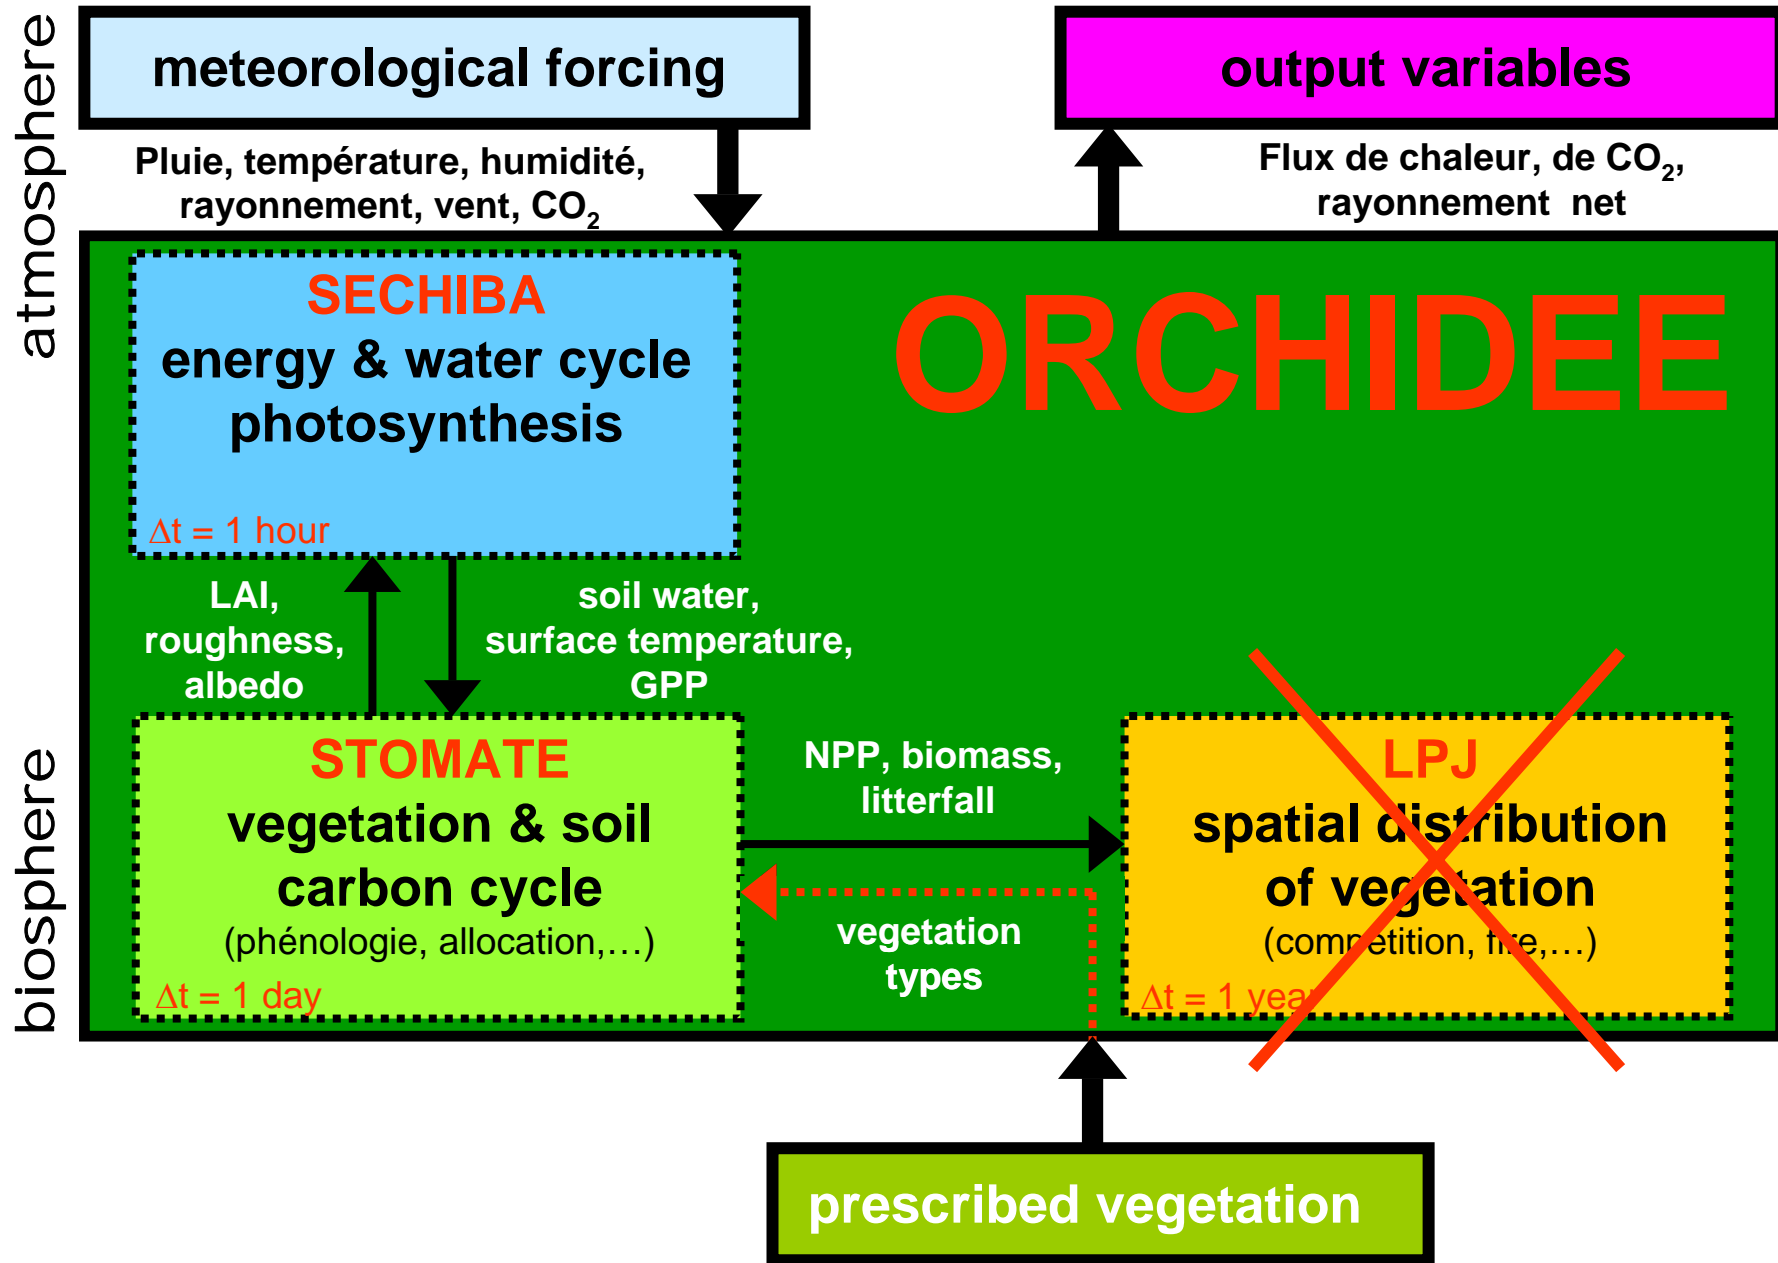 atmosphere
meteorological forcing
output variables
Pluie, température, humidité,
rayonnement, vent, CO2
Flux de chaleur, de CO2,
rayonnement net
SECHIBA
energy & water cycle
photosynthesis
Δt = 1 hour
ORCHIDEE
LAI,
roughness,
albedo
soil water,
surface temperature,
GPP
biosphere
STOMATE
vegetation & soil
carbon cycle
(phénologie, allocation,…)
Δt = 1 day
NPP, biomass,
litterfall
vegetation
types
LPJ
spatial distribution
of vegetation
(competition, fire,…)
Δt = 1 year
prescribed vegetation